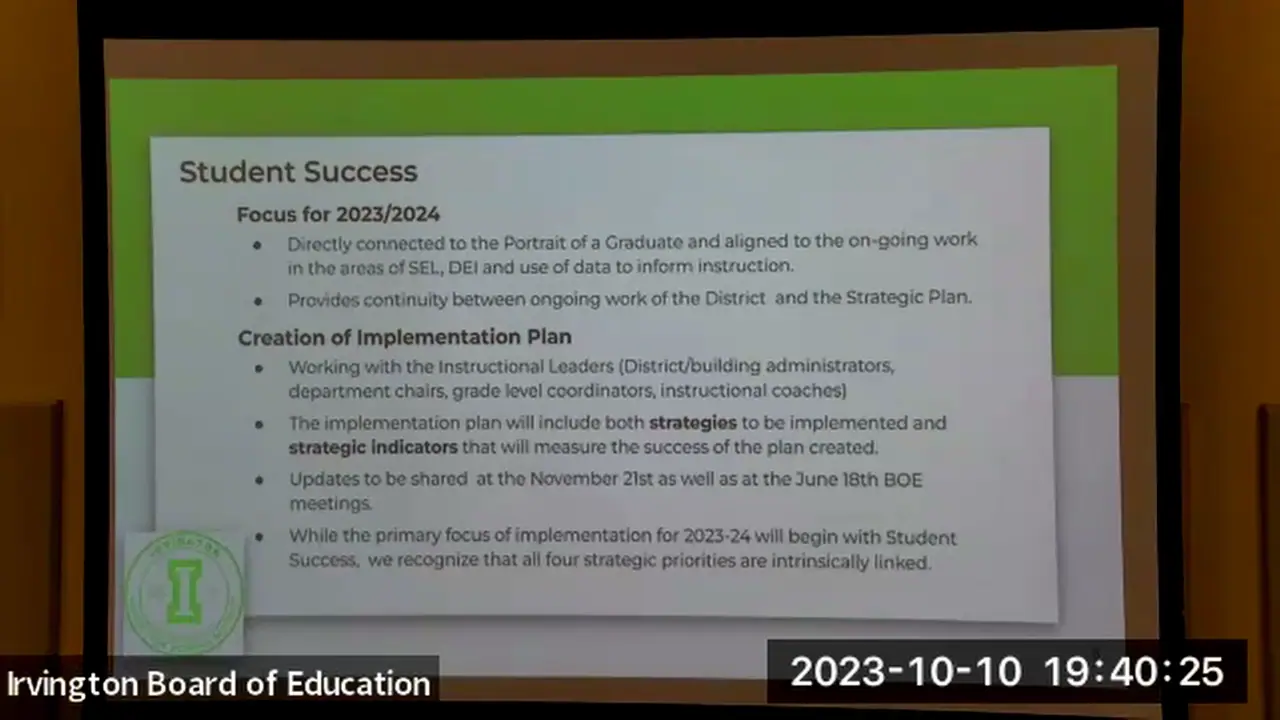 Student Success
Focus for 2023/2024
• Directly connected to the Portrait of a Graduate and aligned to the on-going work
in the areas of SEL, DEI and use of data to inform instruction.
• Provides continuity between ongoing work of the District and the Strategic Plan.
Creation of Implementation Plan
• Working with the Instructional Leaders (District/building administrators,
department chairs, grade level coordinators, instructional coaches)
• The implementation plan will include both strategies to be implemented and
strategic indicators that will measure the success of the plan created.
• Updates to be shared at the November 21st as well as at the June 18th BOE
meetings.
• While the primary focus of implementation for 2023-24 will begin with Student
Success, we recognize that all four strategic priorities are intrinsically linked.
IRVINGTON
I
Irvington Board of Education
2023-10-10 19:40:25